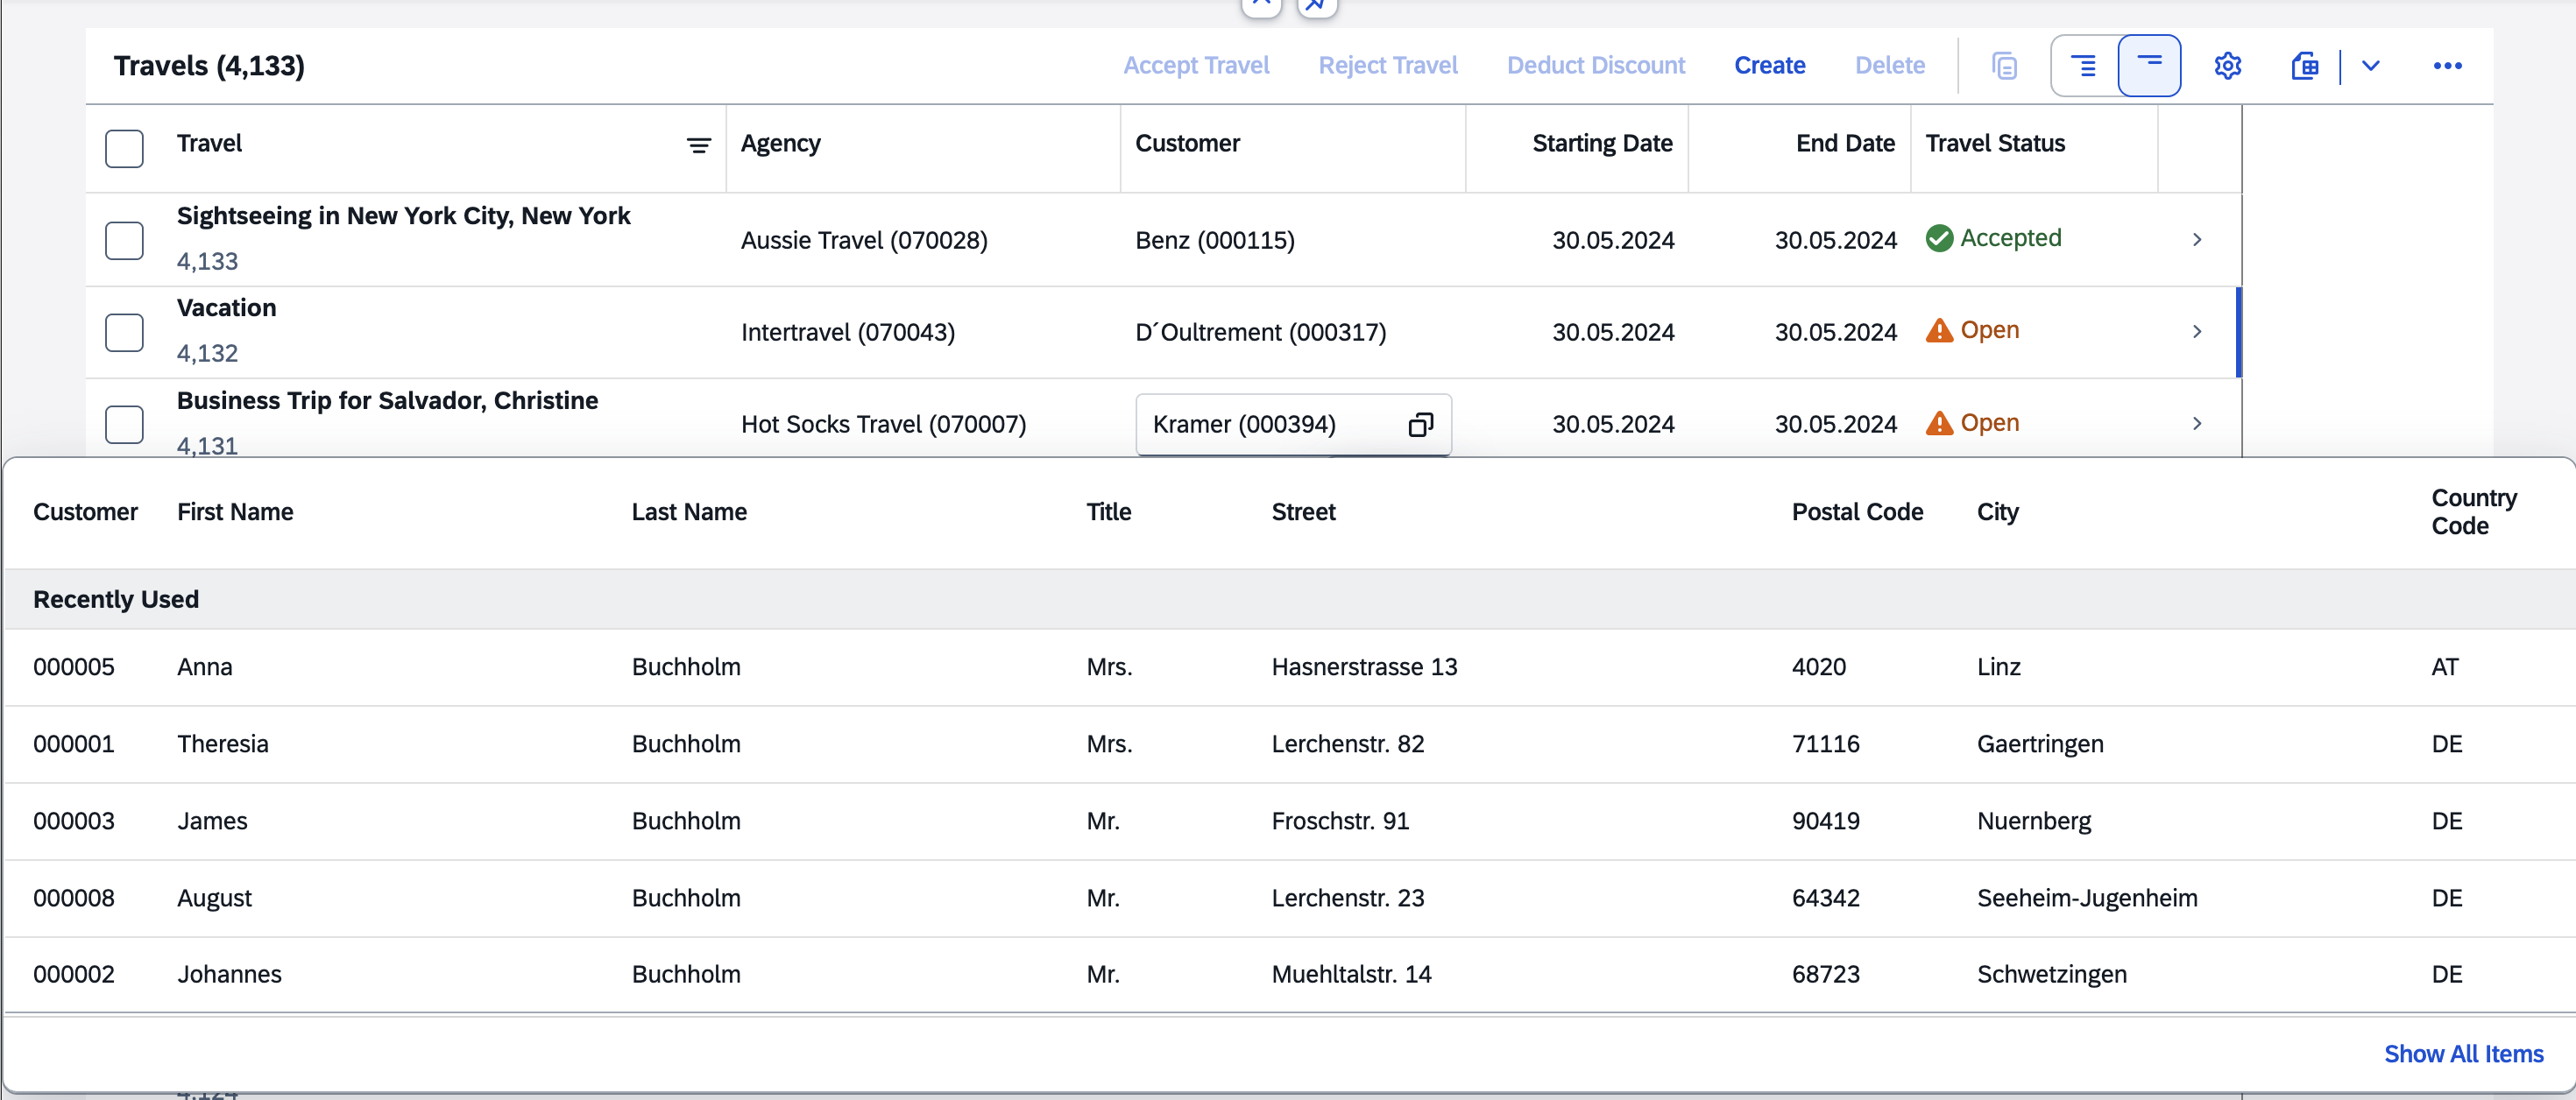 Travels (4,133)
Accept Travel Reject Travel Deduct Discount Create Delete
Travel Agency Customer Starting Date End Date Travel Status
Sightseeing in New York City, New York
4,133
Aussie Travel (070028) Benz (000115) 30.05.2024 30.05.2024 Accepted
Vacation
4,132
Intertravel (070043) D´Oultrement (000317) 30.05.2024 30.05.2024 Open
Business Trip for Salvador, Christine
4,131
Hot Socks Travel (070007) Kramer (000394) 30.05.2024 30.05.2024 Open
Customer First Name Last Name Title Street Postal Code City Country
Code
Recently Used
000005 Anna Buchholm Mrs. Hasnerstrasse 13 4020 Linz AT
000001 Theresia Buchholm Mrs. Lerchenstr. 82 71116 Gaertringen DE
000003 James Buchholm Mr. Froschstr. 91 90419 Nuernberg DE
000008 August Buchholm Mr. Lerchenstr. 23 64342 Seeheim-Jugenheim DE
000002 Johannes Buchholm Mr. Muehltalstr. 14 68723 Schwetzingen DE
Show All Items